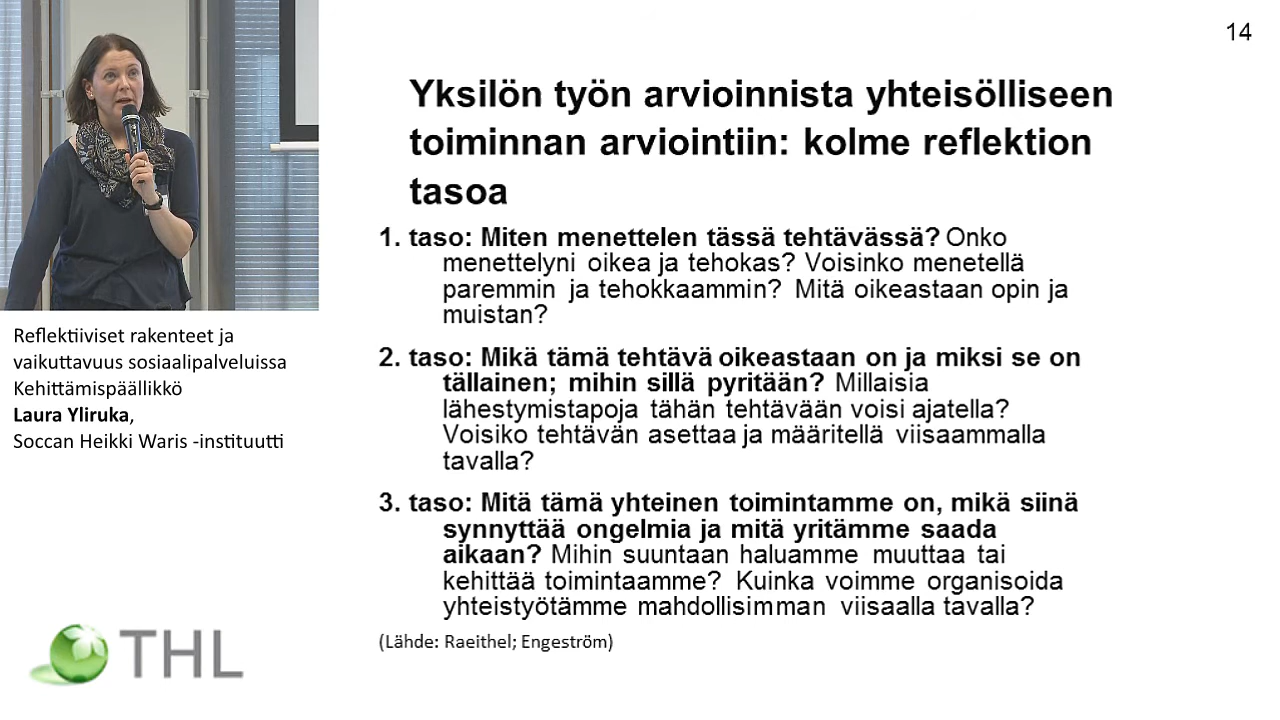 14
Yksilön työn arvioinnista yhteisölliseen
toiminnan arviointiin: kolme reflektion
tasoa
1. taso: Miten menettelen tässä tehtävässä? Onko
menettelyni oikea ja tehokas? Voisinko menetellä
paremmin ja tehokkaammin? Mitä oikeastaan opin ja
muistan?
2. taso: Mikä tämä tehtävä oikeastaan on ja miksi se on
tällainen; mihin sillä pyritään? Millaisia
lähestymistapoja tähän tehtävään voisi ajatella?
Voisiko tehtävän asettaa ja määritellä viisaammalla
tavalla?
3. taso: Mitä tämä yhteinen toimintamme on, mikä siinä
synnyttää ongelmia ja mitä yritämme saada
aikaan? Mihin suuntaan haluamme muuttaa tai
kehittää toimintaamme? Kuinka voimme organisoida
yhteistyötämme mahdollisimman viisaalla tavalla?
(Lähde: Raeithel; Engeström)
Reflektiiviset rakenteet ja
vaikuttavuus sosiaalipalveluissa
Kehittämispäällikkö
Laura Yliruka,
Soccan Heikki Waris -instituutti
THL